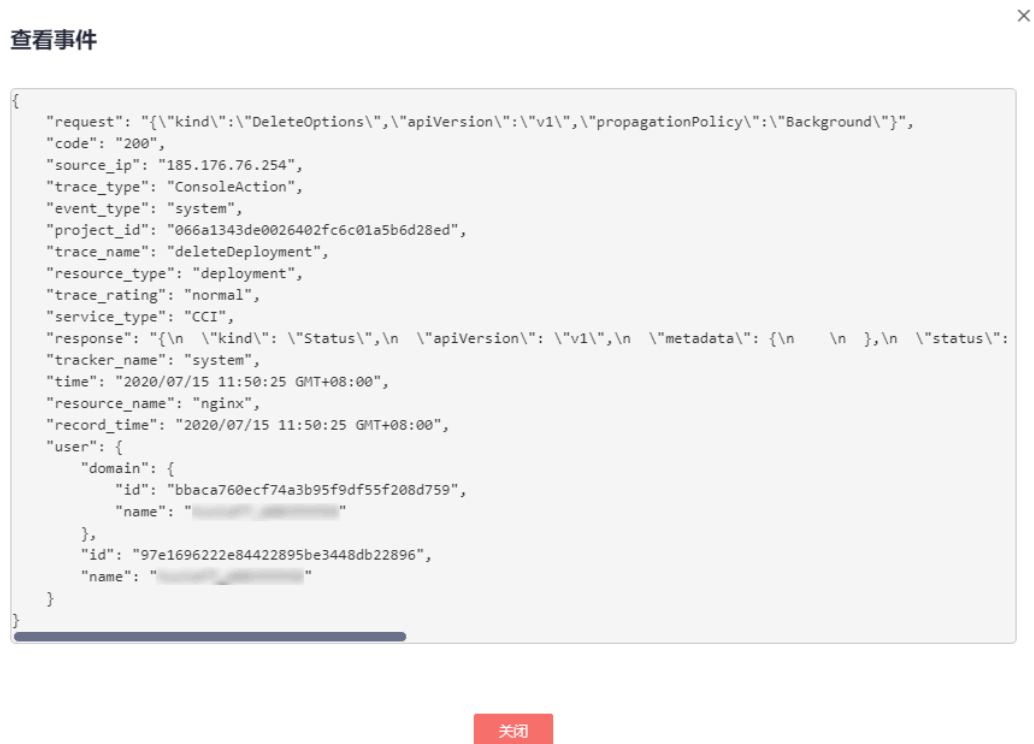 查看事件
{
    "request": "{\"kind\":\"DeleteOptions\",\"apiVersion\":\"v1\",\"propagationPolicy\":\"Background\"}",
    "code": "200",
    "source_ip": "185.176.76.254",
    "trace_type": "ConsoleAction",
    "event_type": "system",
    "project_id": "066a1343de0026402fc6c01a5b6d28ed",
    "trace_name": "deleteDeployment",
    "resource_type": "deployment",
    "trace_rating": "normal",
    "service_type": "CCI",
    "response": "{\n  \"kind\": \"Status\",\n  \"apiVersion\": \"v1\",\n  \"metadata\": {\n    \n  },\n  \"status\":
    "tracker_name": "system",
    "time": "2020/07/15 11:50:25 GMT+08:00",
    "resource_name": "nginx",
    "record_time": "2020/07/15 11:50:25 GMT+08:00",
    "user": {
        "domain": {
            "id": "bbaca760ecf74a3b95f9df55f208d759",
            "name": " "
        },
        "id": "97e1696222e84422895be3448db22896",
        "name": " "
    }
}
关闭